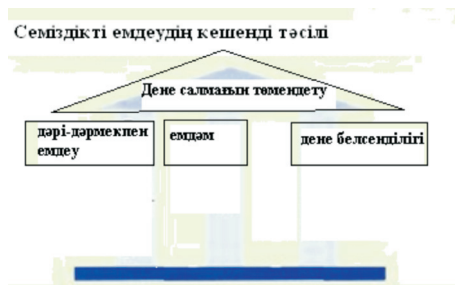 Семіздікті емдеудің кешенді тәсілі
Дене салмағын төмендету
дәрі-дәрмекпен
емдеу
емдәм
дене белсенділігі